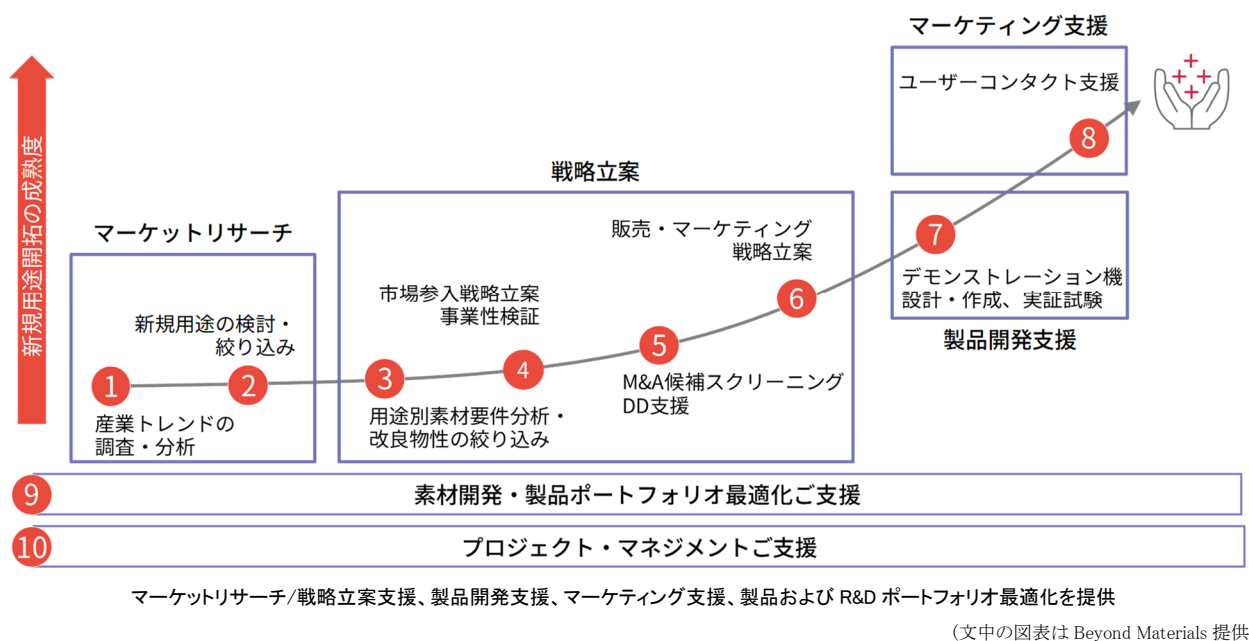 マーケティング支援
ユーザーコンタクト支援
8
新規用途開拓の成熟度
戦略立案
マーケットリサーチ
販売・マーケティング
戦略立案
7
デモンストレーション機
設計・作成、実証試験
製品開発支援
市場参入戦略立案
事業性検証
6
新規用途の検討・
絞り込み
5
M&A候補スクリーニング
DD支援
1
2
3
4
産業トレンドの
調査・分析
用途別素材要件分析・
改良物性の絞り込み
9
素材開発・製品ポートフォリオ最適化ご支援
10
プロジェクト・マネジメントご支援
マーケットリサーチ/戦略立案支援、製品開発支援、マーケティング支援、製品および R&D ポートフォリオ最適化を提供
(文中の図表は Beyond Materials 提供